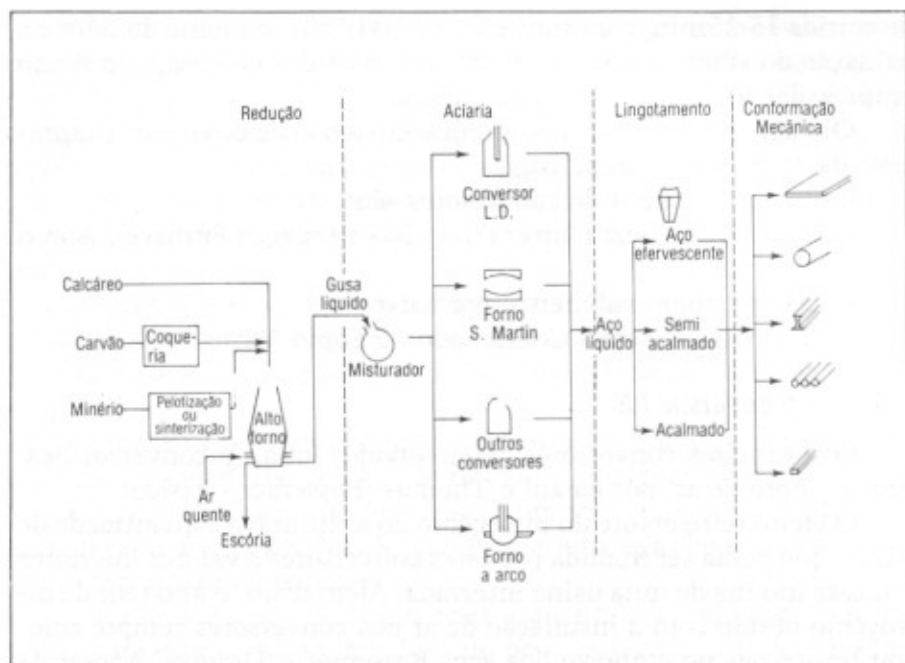 Redução
Aciaria
Lingotamento
Conformação
Mecânica
Conversor
L.D.
Aço
efervescente
Calcáreo
Gusa
líquido
Forno
S. Martin
Carvão
Coque-
ria
Misturador
Aço
líquido
Semi
acalmado
Minério
Pelotização
ou
sinterização
Alto
forno
Outros
conversores
Acalmado
Ar
quente
Escória
Forno
a arco